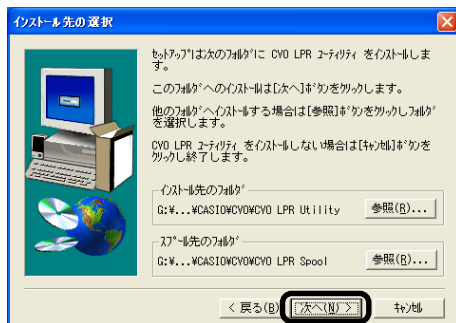 インストール先の選択
セットアップは次のフォルダに CVO LPR ユーティリティ をインストールしま
す。
このフォルダへのインストールは[次へ]ボタンをクリックします。
他のフォルダへインストールする場合は[参照]ボタンをクリックしフォルダ
を選択します。
CVO LPR ユーティリティ をインストールしない場合は[キャンセル]ボタンを
クリックし終了します。
インストール先のフォルダ
G:¥...¥CASIO¥CVO¥CVO LPR Utility
参照(R)...
スプール先のフォルダ
G:¥...¥CASIO¥CVO¥CVO LPR Spool
参照(R)...
< 戻る(B)
次へ(N) >
キャンセル